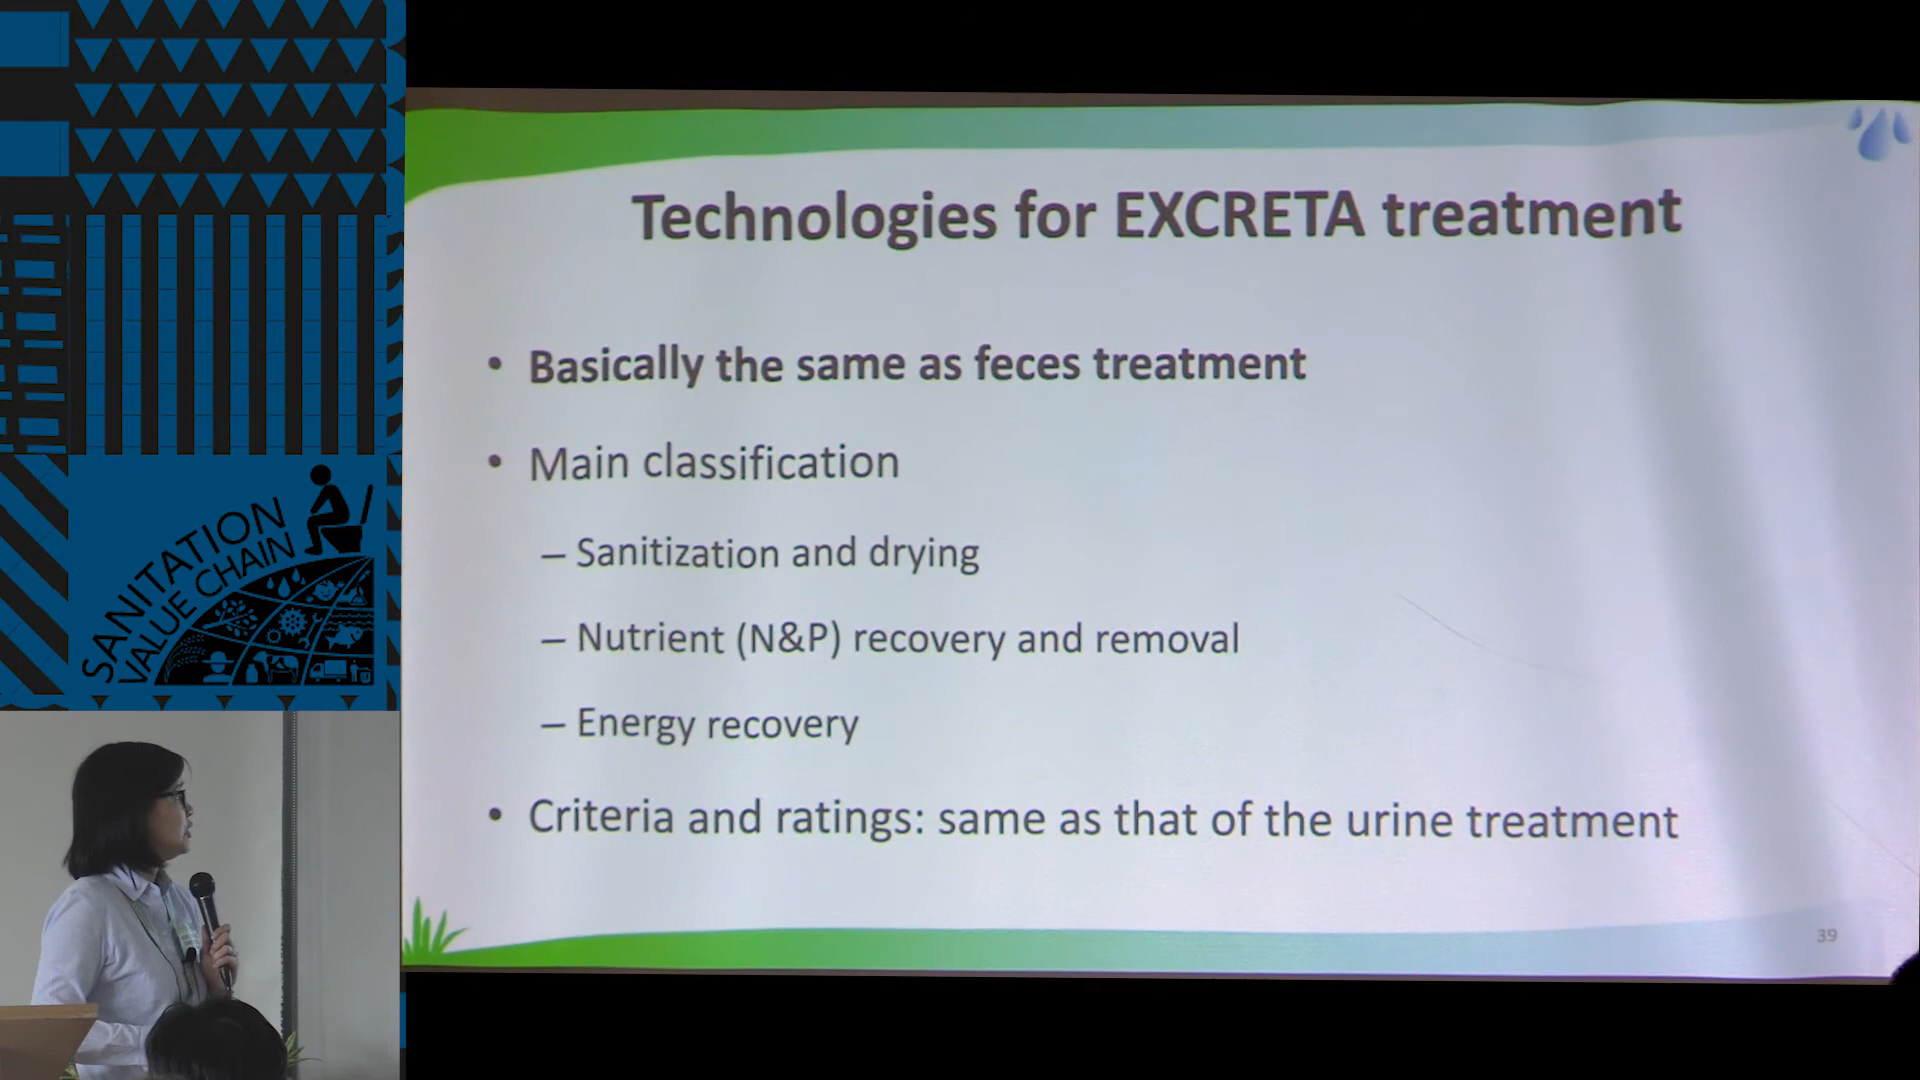 SANITATION
VALUE CHAIN
Technologies for EXCRETA treatment
• Basically the same as feces treatment
• Main classification
– Sanitization and drying
– Nutrient (N&P) recovery and removal
– Energy recovery
• Criteria and ratings: same as that of the urine treatment
39